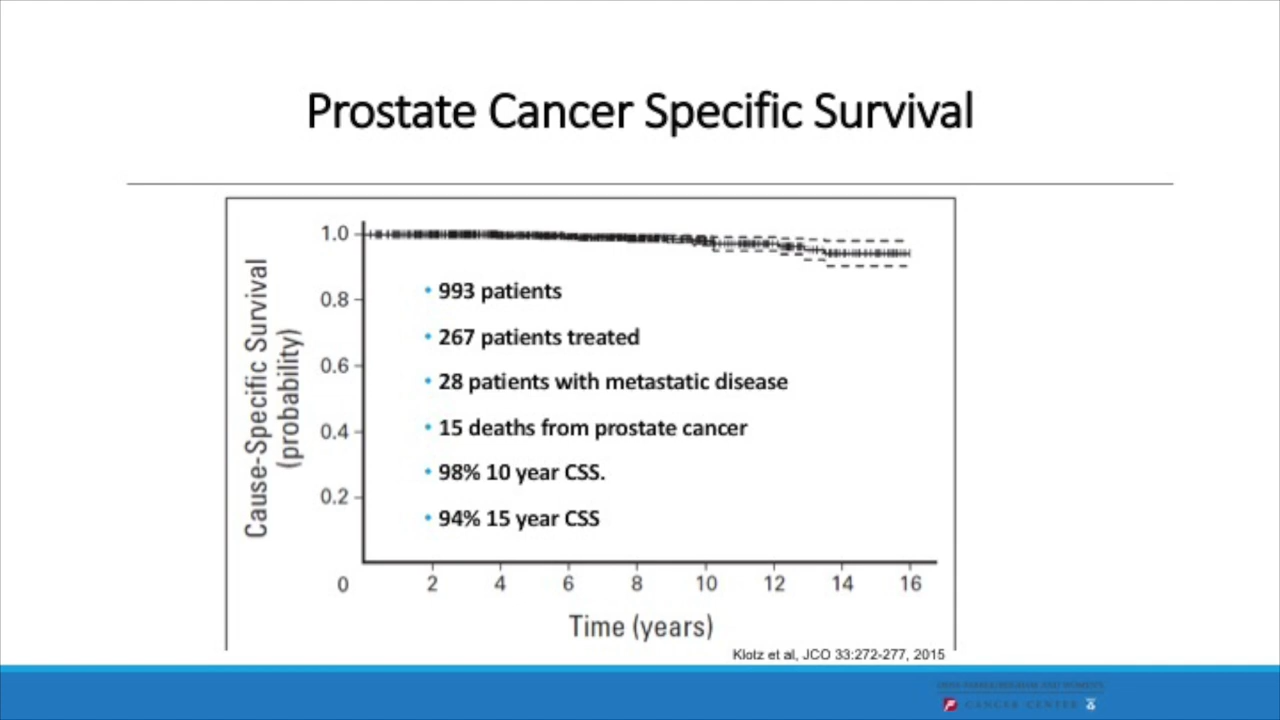 Prostate Cancer Specific Survival
Cause-Specific Survival
(probability)
1.0
0.8
0.6
0.4
0.2
0
• 993 patients
• 267 patients treated
• 28 patients with metastatic disease
• 15 deaths from prostate cancer
• 98% 10 year CSS.
• 94% 15 year CSS
2 4 6 8 10 12 14 16
Time (years)
Klotz et al, JCO 33:272-277, 2015
CANCER CENTER